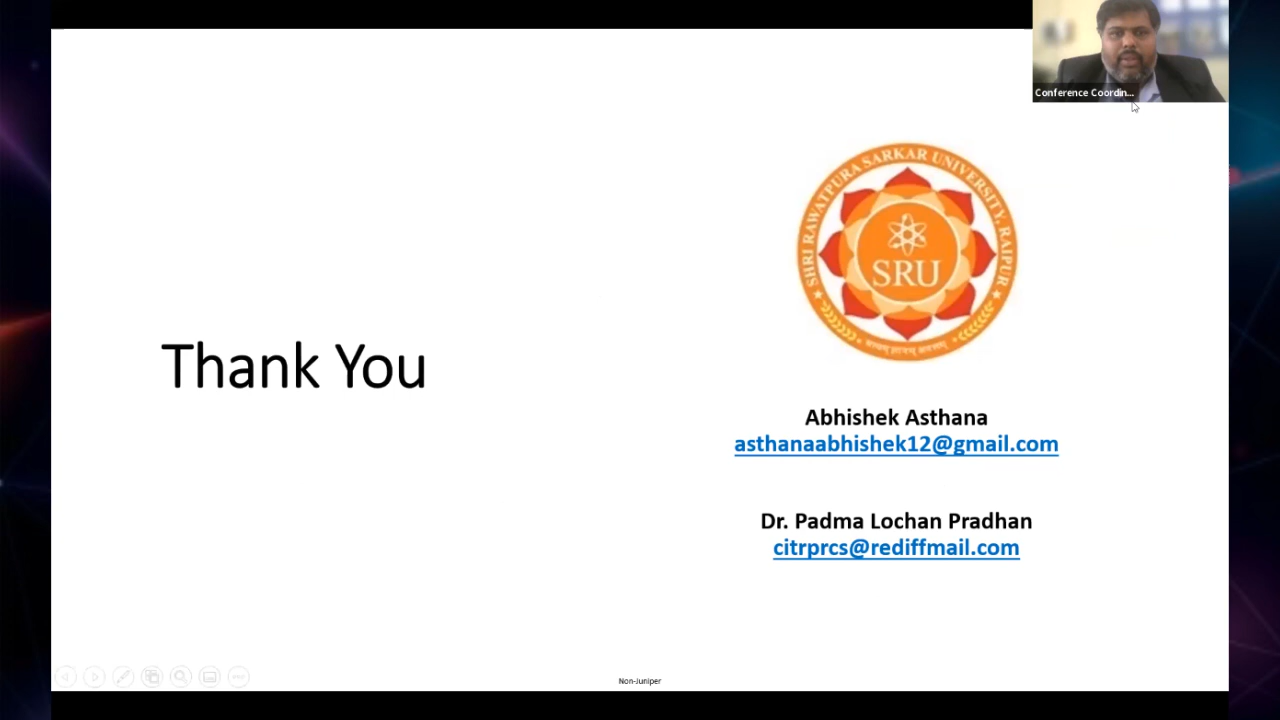 Conference Coordin...
SHRI RAWATPURA SARKAR UNIVERSITY, RAIPUR
SRU
Thank You
Abhishek Asthana
asthanaabhishek12@gmail.com
Dr. Padma Lochan Pradhan
citrprcs@rediffmail.com
Non-Juniper